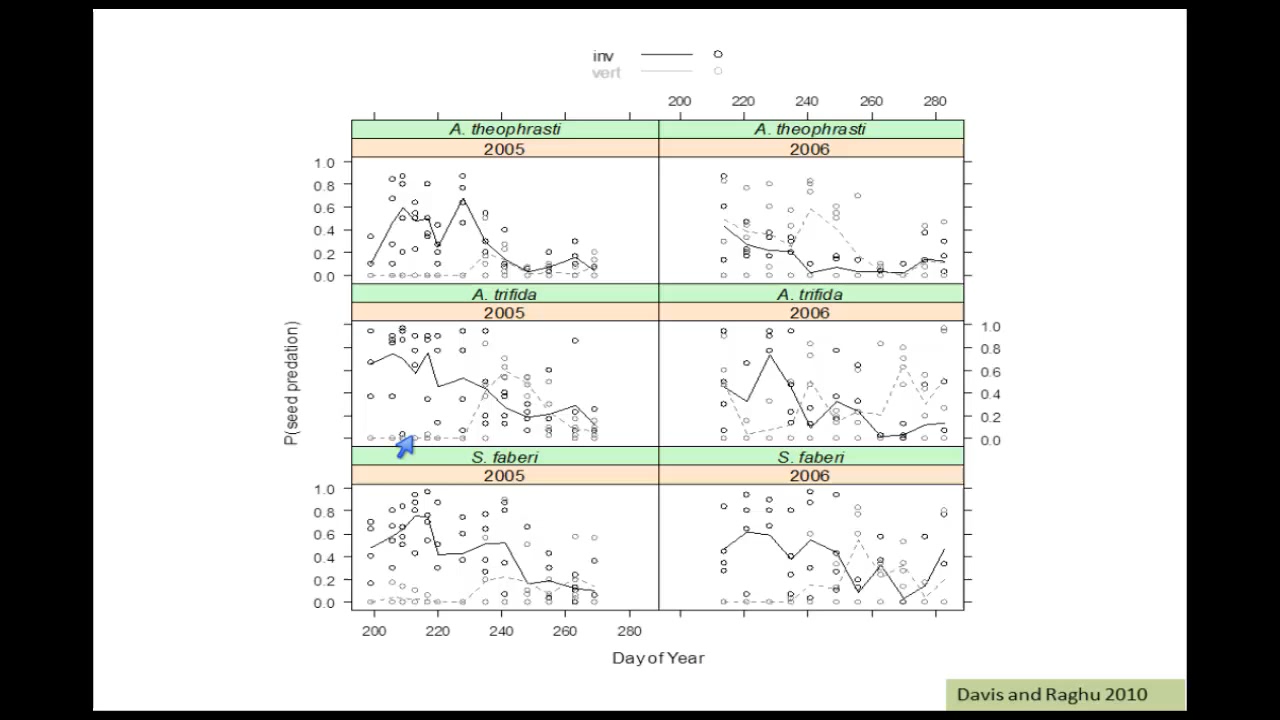 inv
vert
200 220 240 260 280
A. theophrasti A. theophrasti
2005 2006
1.0
0.8
0.6
0.4
0.2
0.0
A. trifida A. trifida
2005 2006
1.0
0.8
0.6
0.4
0.2
0.0
P(seed predation)
S. faberi S. faberi
2005 2006
1.0
0.8
0.6
0.4
0.2
0.0
200 220 240 260 280
Day of Year
Davis and Raghu 2010